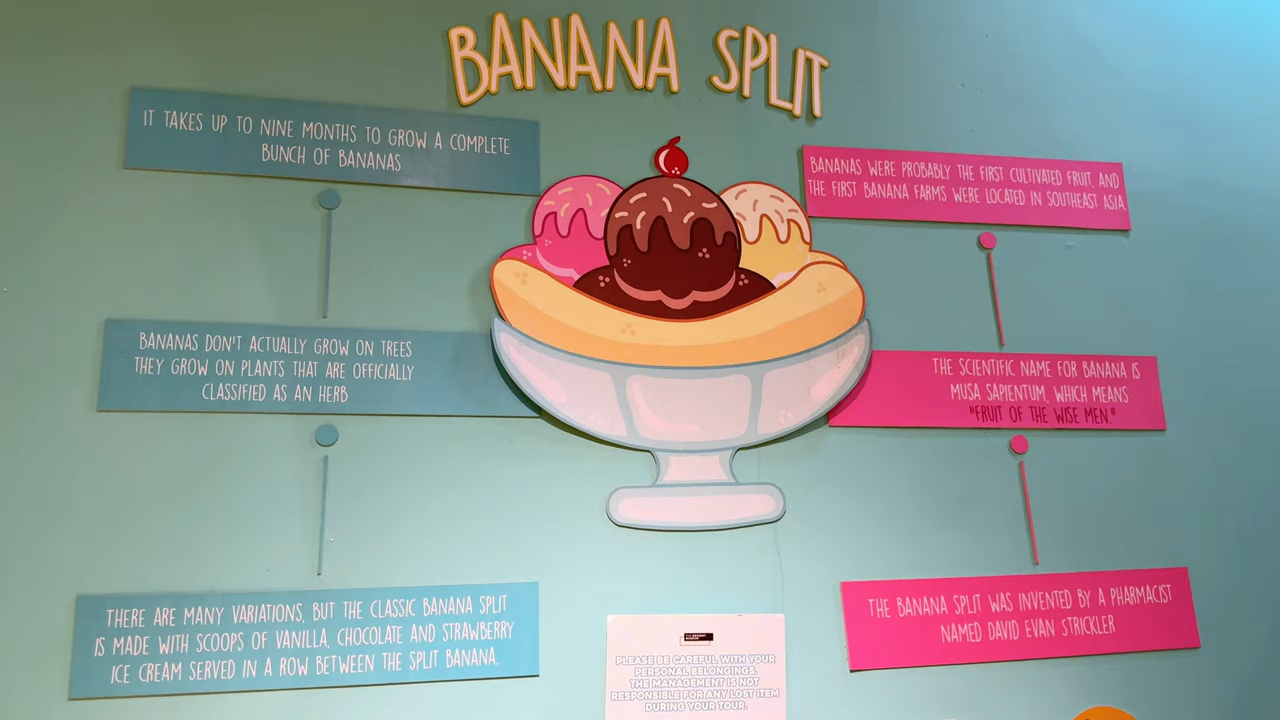 BANANA SPLIT
IT TAKES UP TO NINE MONTHS TO GROW A COMPLETE
BUNCH OF BANANAS
BANANAS DON'T ACTUALLY GROW ON TREES
THEY GROW ON PLANTS THAT ARE OFFICIALLY
CLASSIFIED AS AN HERB
THERE ARE MANY VARIATIONS, BUT THE CLASSIC BANANA SPLIT
IS MADE WITH SCOOPS OF VANILLA, CHOCOLATE AND STRAWBERRY
ICE CREAM SERVED IN A ROW BETWEEN THE SPLIT BANANA.
BANANAS WERE PROBABLY THE FIRST CULTIVATED FRUIT, AND
THE FIRST BANANA FARMS WERE LOCATED IN SOUTHEAST ASIA.
THE SCIENTIFIC NAME FOR BANANA IS
MUSA SAPIENTUM, WHICH MEANS
"FRUIT OF THE WISE MEN."
THE BANANA SPLIT WAS INVENTED BY A PHARMACIST
NAMED DAVID EVAN STRICKLER
THE DESSERT
MUSEUM
PLEASE BE CAREFUL WITH YOUR
PERSONAL BELONGINGS.
THE MANAGEMENT IS NOT
RESPONSIBLE FOR ANY LOST ITEM
DURING YOUR TOUR.